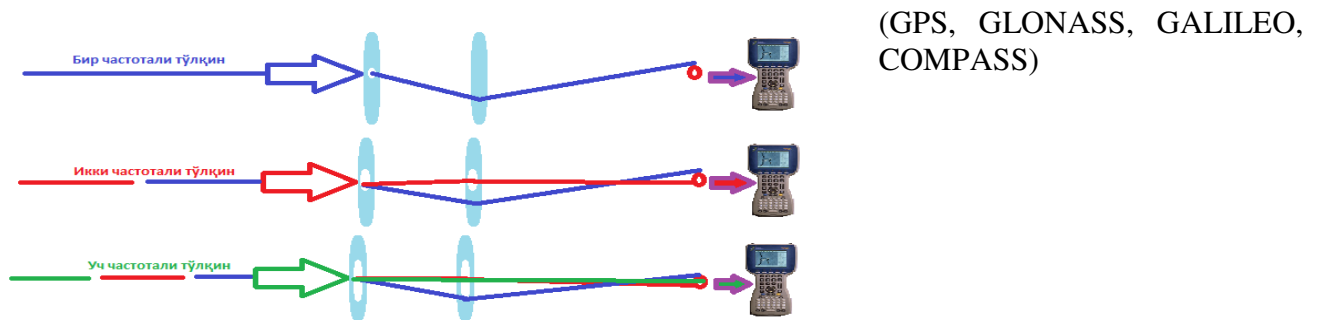 (GPS, GLONASS, GALILEO,
COMPASS)
Бир частотали тўлқин
Икки частотали тўлқин
Уч частотали тўлқин